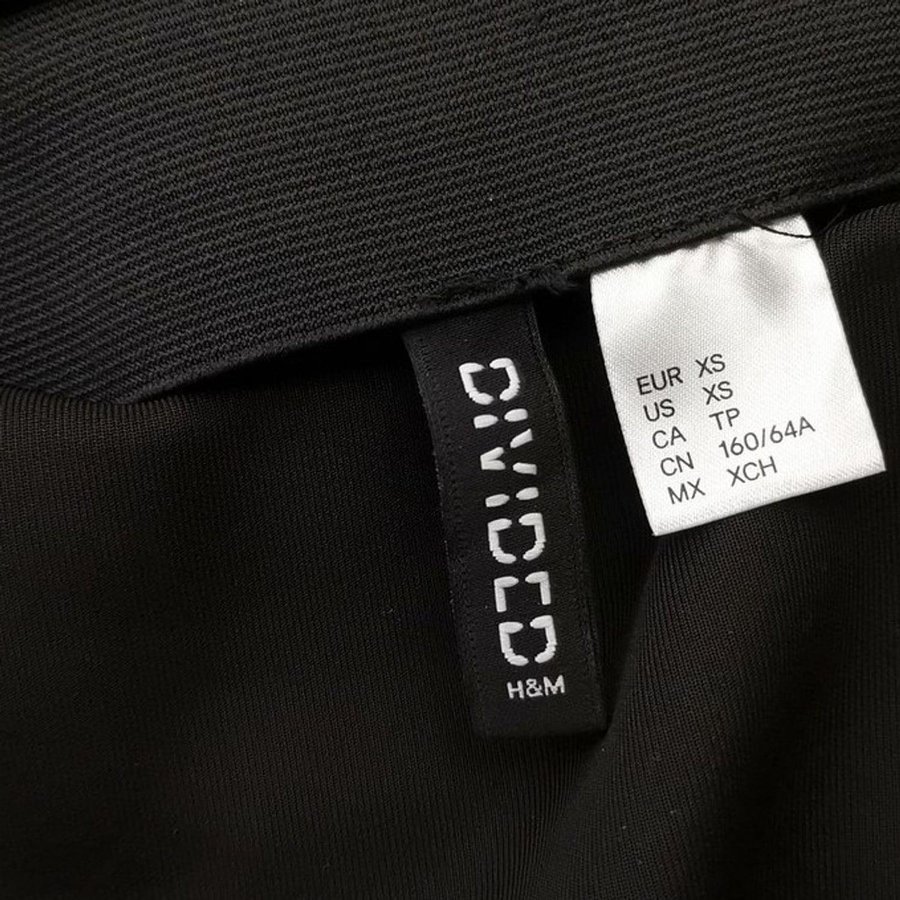 DIVIDED
H&M
EUR XS
US XS
CA TP
CN 160/64A
MX XCH